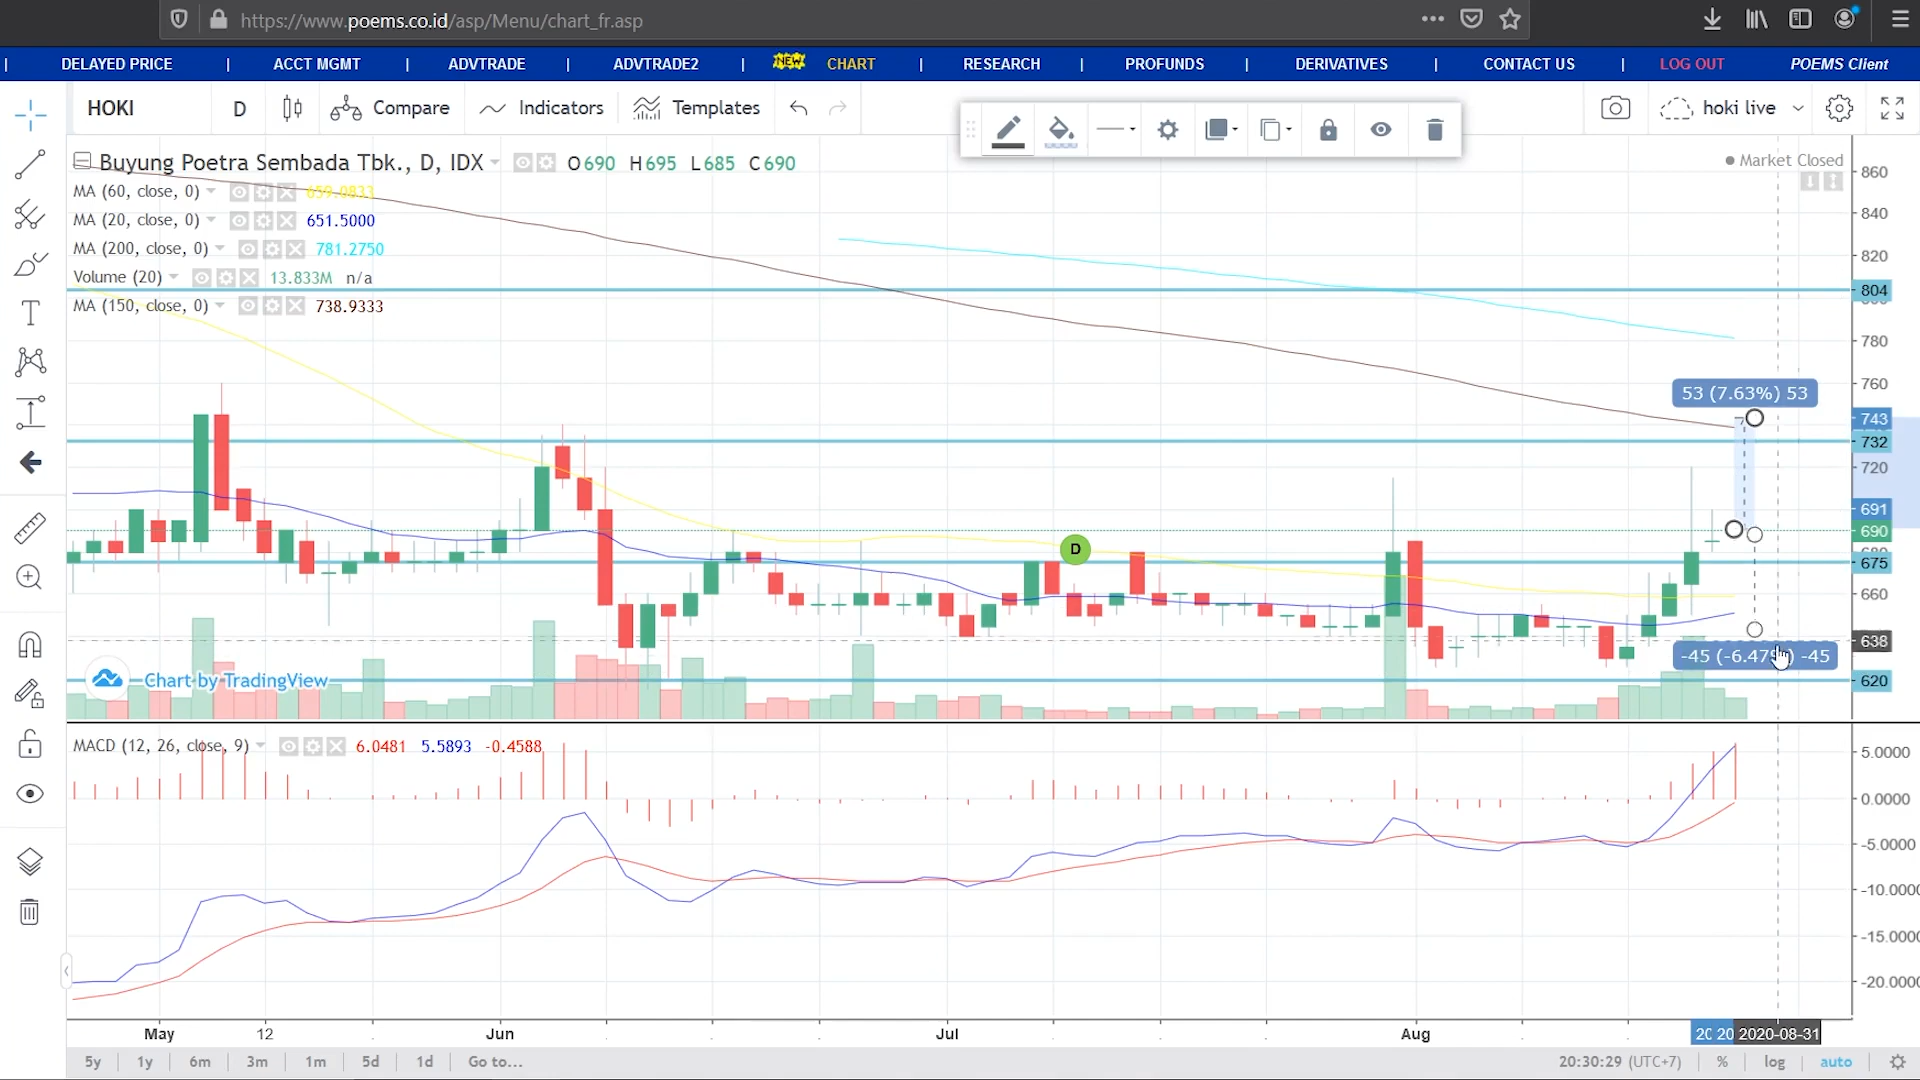 https://www.poems.co.id/asp/Menu/chart_fr.asp
| DELAYED PRICE | ACCT MGMT | ADVTRADE | ADVTRADE2 | NEW CHART | RESEARCH | PROFUNDS | DERIVATIVES | CONTACT US | LOG OUT POEMS Client
HOKI D Compare Indicators Templates hoki live
Buyung Poetra Sembada Tbk., D, IDX O690 H695 L685 C690
Market Closed
MA (60, close, 0) 659.0833
MA (20, close, 0) 651.5000
MA (200, close, 0) 781.2750
Volume (20) 13.833M n/a
MA (150, close, 0) 738.9333
860
840
820
804
780
760
53 (7.63%) 53
743
732
720
691
690
D
675
660
638
-45 (-6.47%) -45
620
Chart by TradingView
MACD (12, 26, close, 9) 6.0481 5.5893 -0.4588
5.0000
0.0000
-5.0000
-10.0000
-15.0000
-20.0000
May 12 Jun Jul Aug 20 2020-08-31
5y 1y 6m 3m 1m 5d 1d Go to... 20:30:29 (UTC+7) % log auto